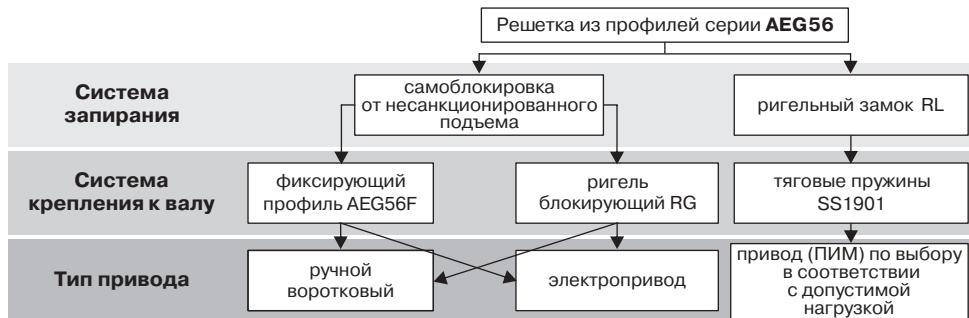 Решетка из профилей серии AEG56
Система
запирания
самоблокировка
от несанкционированного
подъема
ригельный замок RL
Система
крепления к валу
фиксирующий
профиль AEG56F
ригель
блокирующий RG
тяговые пружины
SS1901
Тип привода
ручной
воротковый
электропривод
привод (ПИМ) по выбору
в соответствии
с допустимой
нагрузкой